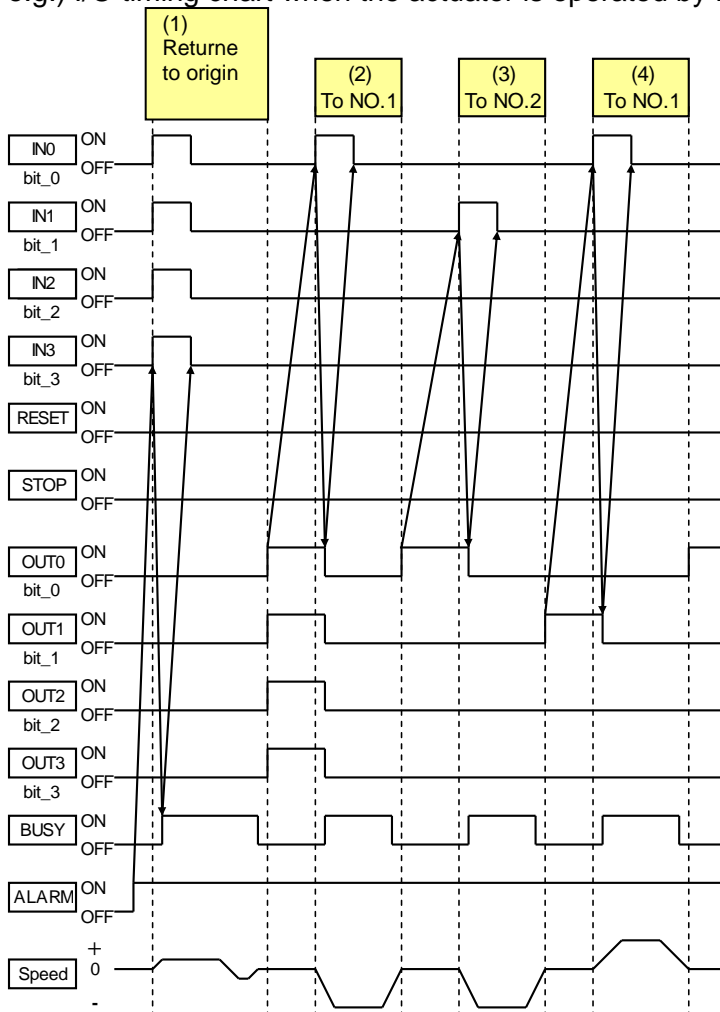 (1)
Returne
to origin
(2)
To NO.1
(3)
To NO.2
(4)
To NO.1
IN0
ON
OFF
bit_0
IN1
ON
OFF
bit_1
IN2
ON
OFF
bit_2
IN3
ON
OFF
bit_3
RESET
ON
OFF
STOP
ON
OFF
OUT0
ON
OFF
bit_0
OUT1
ON
OFF
bit_1
OUT2
ON
OFF
bit_2
OUT3
ON
OFF
bit_3
BUSY
ON
OFF
ALARM
ON
OFF
Speed
+
0
-